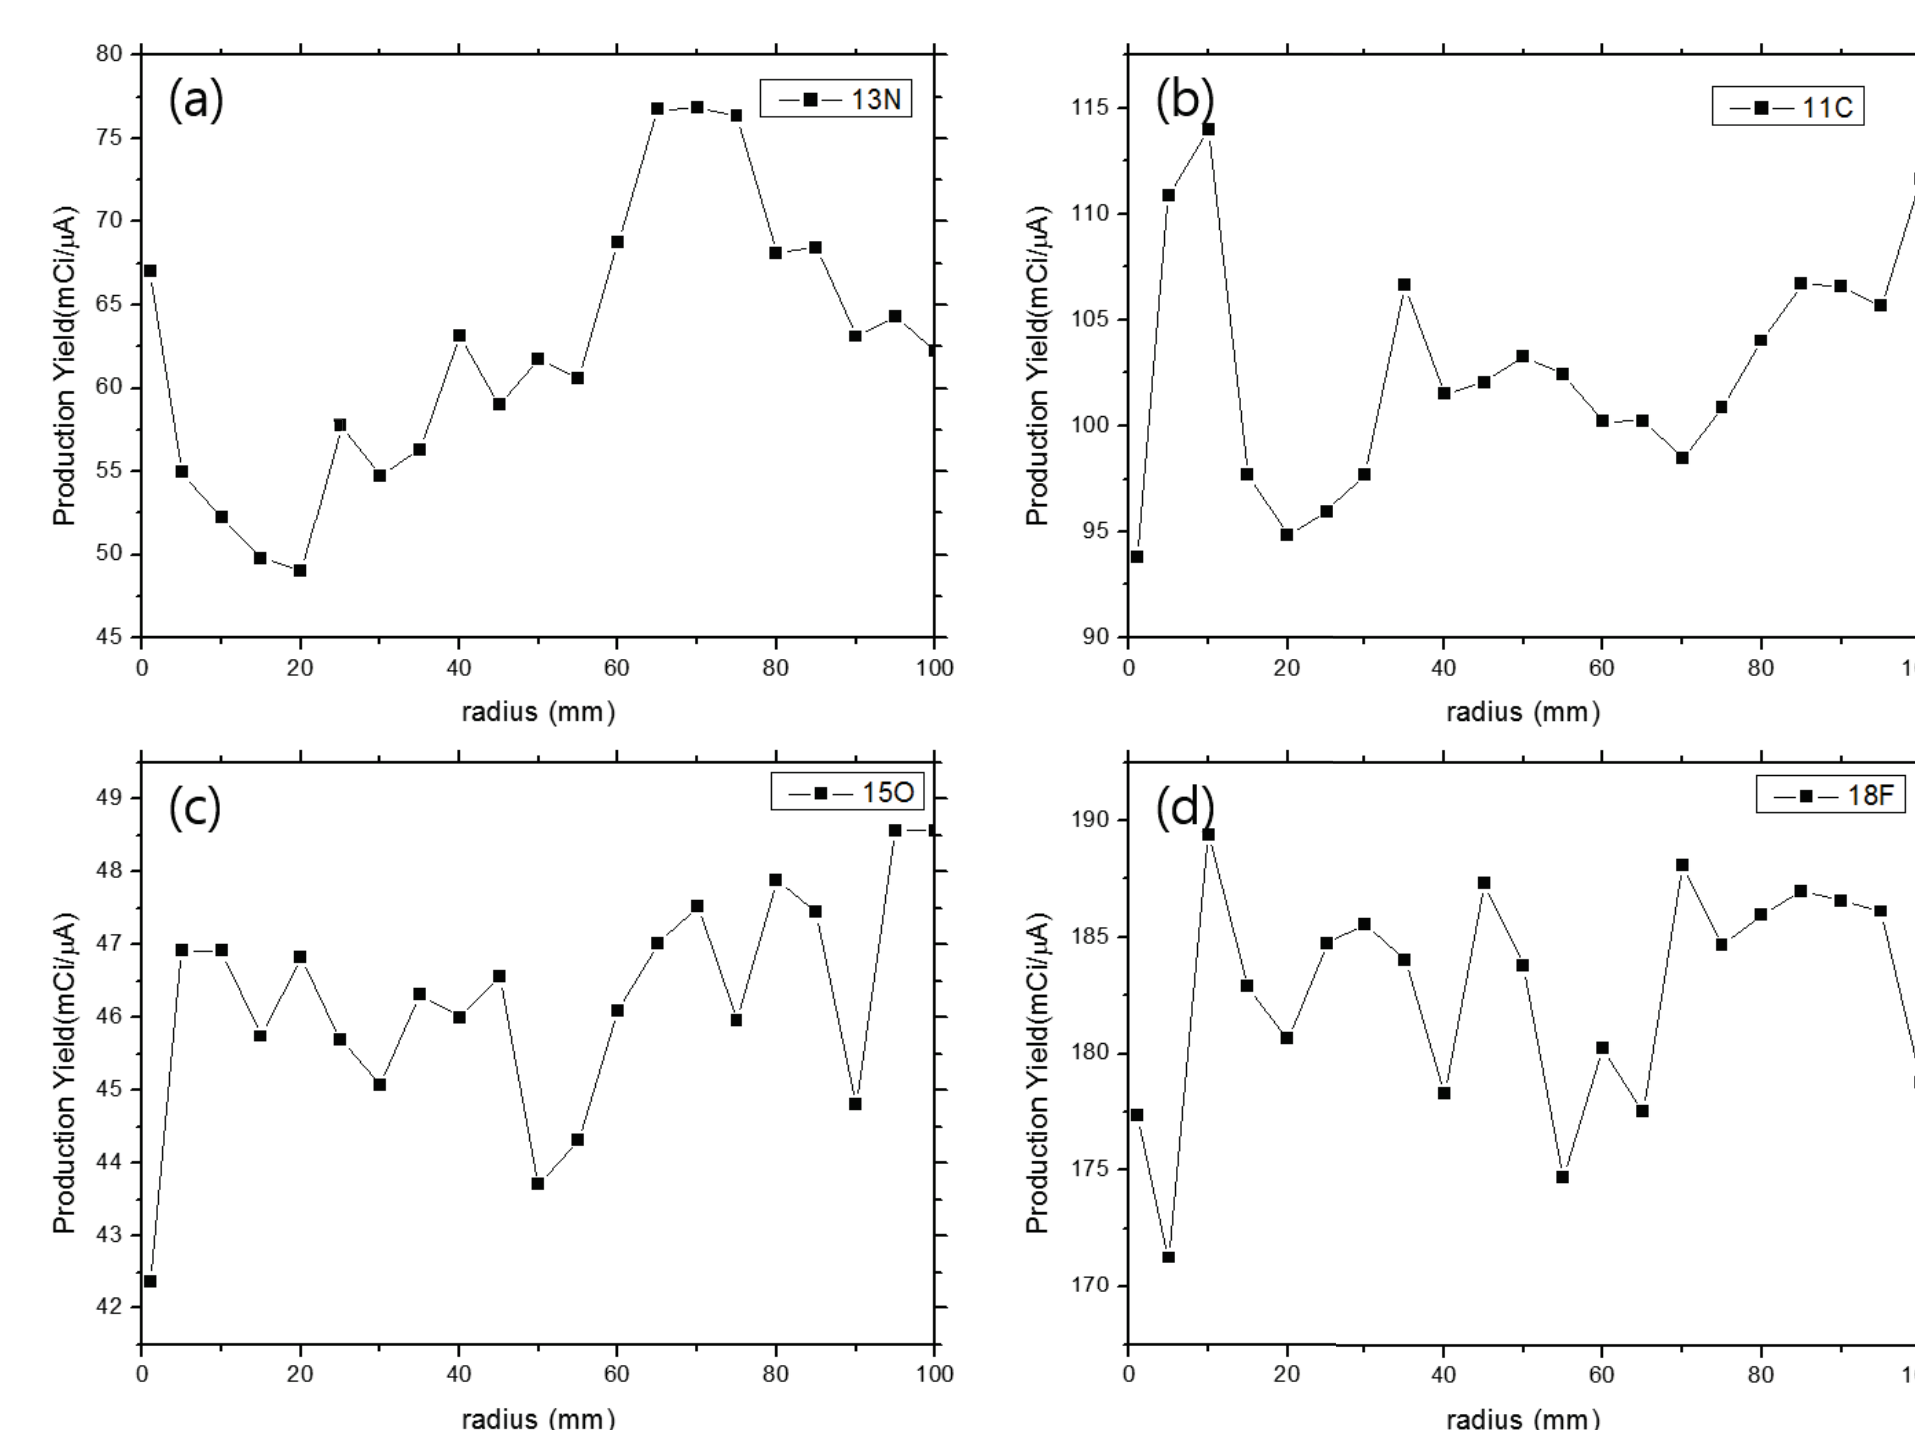 (a)
13N
80
75
70
65
60
55
50
45
Production Yield(mCi/μA)
0 20 40 60 80 100
radius (mm)
(b)
11C
115
110
105
100
95
90
Production Yield(mCi/μA)
0 20 40 60 80
radius (mm)
(c)
15O
49
48
47
46
45
44
43
42
Production Yield(mCi/μA)
0 20 40 60 80 100
radius (mm)
(d)
18F
190
185
180
175
170
Production Yield(mCi/μA)
0 20 40 60 80
radius (mm)